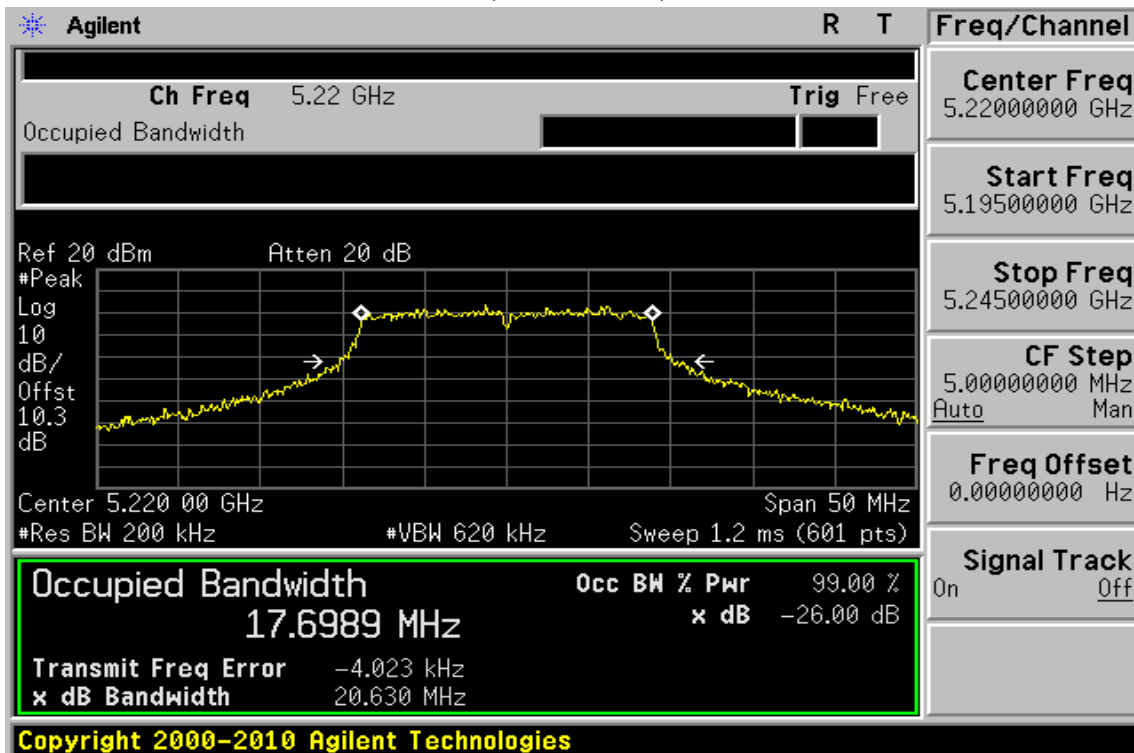 Agilent R T
Freq/Channel
Ch Freq 5.22 GHz Trig Free
Occupied Bandwidth
Center Freq
5.22000000 GHz
Start Freq
5.19500000 GHz
Stop Freq
5.24500000 GHz
CF Step
5.00000000 MHz
Auto Man
Freq Offset
0.00000000 Hz
Signal Track
On Off
Ref 20 dBm Atten 20 dB
#Peak
Log
10
dB/
Offst
10.3
dB
Center 5.220 00 GHz Span 50 MHz
#Res BW 200 kHz #VBW 620 kHz Sweep 1.2 ms (601 pts)
Occupied Bandwidth
17.6989 MHz
Occ BW % Pwr 99.00 %
x dB -26.00 dB
Transmit Freq Error -4.023 kHz
x dB Bandwidth 20.630 MHz
Copyright 2000-2010 Agilent Technologies